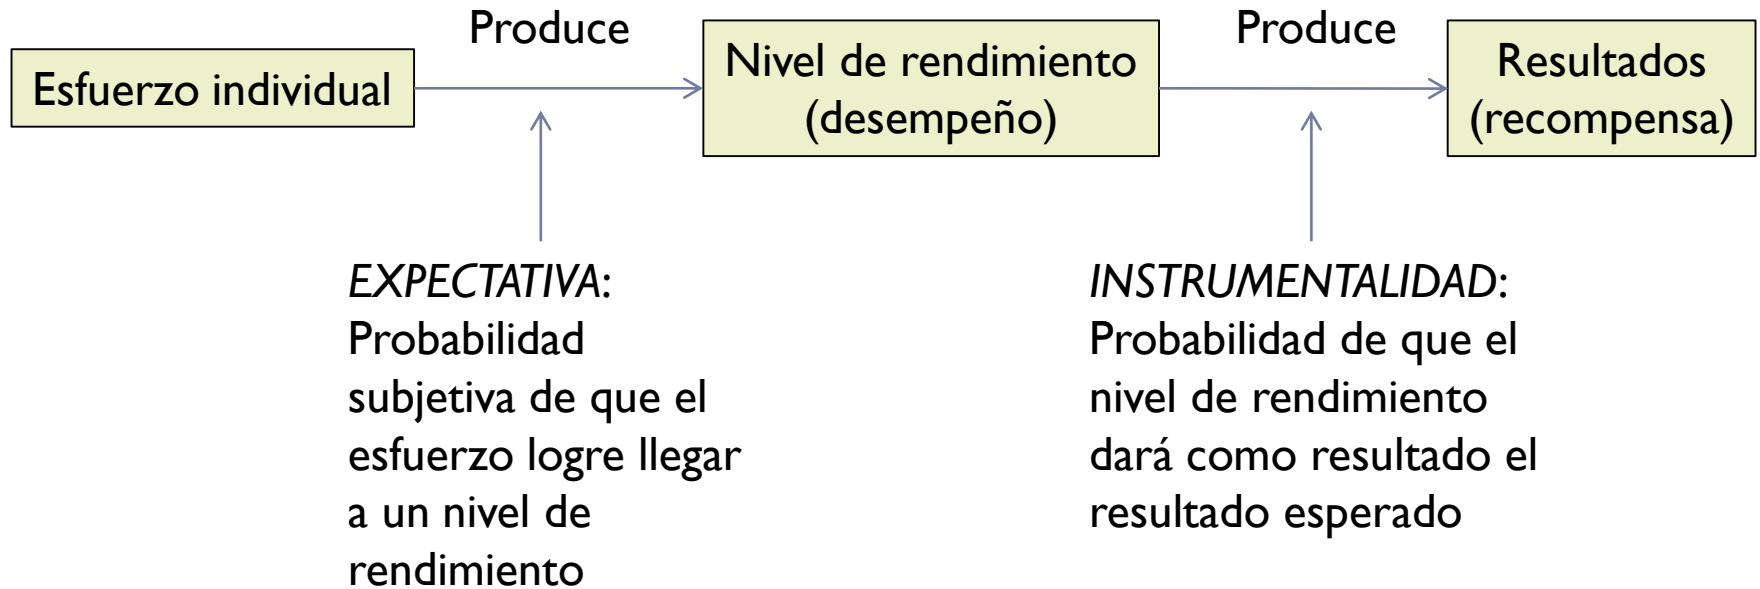 Produce
Produce
Esfuerzo individual
Nivel de rendimiento
(desempeño)
Resultados
(recompensa)
EXPECTATIVA:
Probabilidad
subjetiva de que el
esfuerzo logre llegar
a un nivel de
rendimiento
INSTRUMENTALIDAD:
Probabilidad de que el
nivel de rendimiento
dará como resultado el
resultado esperado